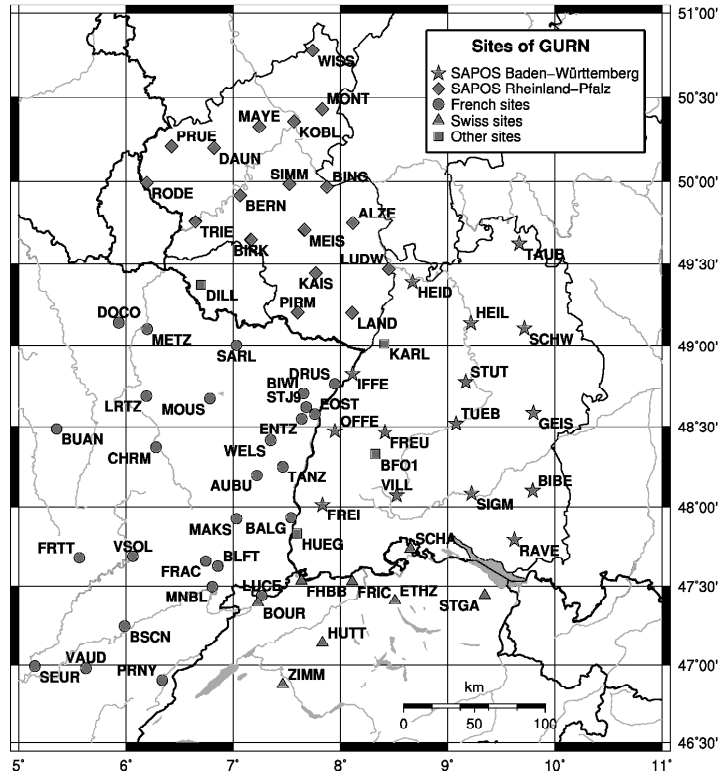 51°00'
WISS
Sites of GURN
SAPOS Baden–Württemberg
SAPOS Rheinland–Pfalz
French sites
Swiss sites
Other sites
50°30'
MONT
MAYE
KOBL
PRUE
DAUN
50°00'
SIMM
BING
RODE
BERN
ALZE
TRIE
MEIS
BIRK
TAUB
LUDW
49°30'
KAIS
HEID
DILL
PIRM
DOCO
LAND
HEIL
METZ
SCHW
49°00'
SARL
KARL
DRUS
STUT
BIWI
IFFE
STJ9
LRTZ
MOUS
EOST
TUEB
GEIS
48°30'
BUAN
ENTZ
OFFE
FREU
CHRM
WELS
BFO1
AUBU
TANZ
VILL
BIBE
SIGM
48°00'
FREI
MAKS
BALG
HUEG
SCHA
FRTT
VSOL
BLFT
RAVE
FRAC
47°30'
MNBL
LUCE
FHBB
FRIC
ETHZ
STGA
BOUR
BSCN
HUTT
47°00'
VAUD
SEUR
PRNY
ZIMM
km
0 50 100
46°30'
5° 6° 7° 8° 9° 10° 11°